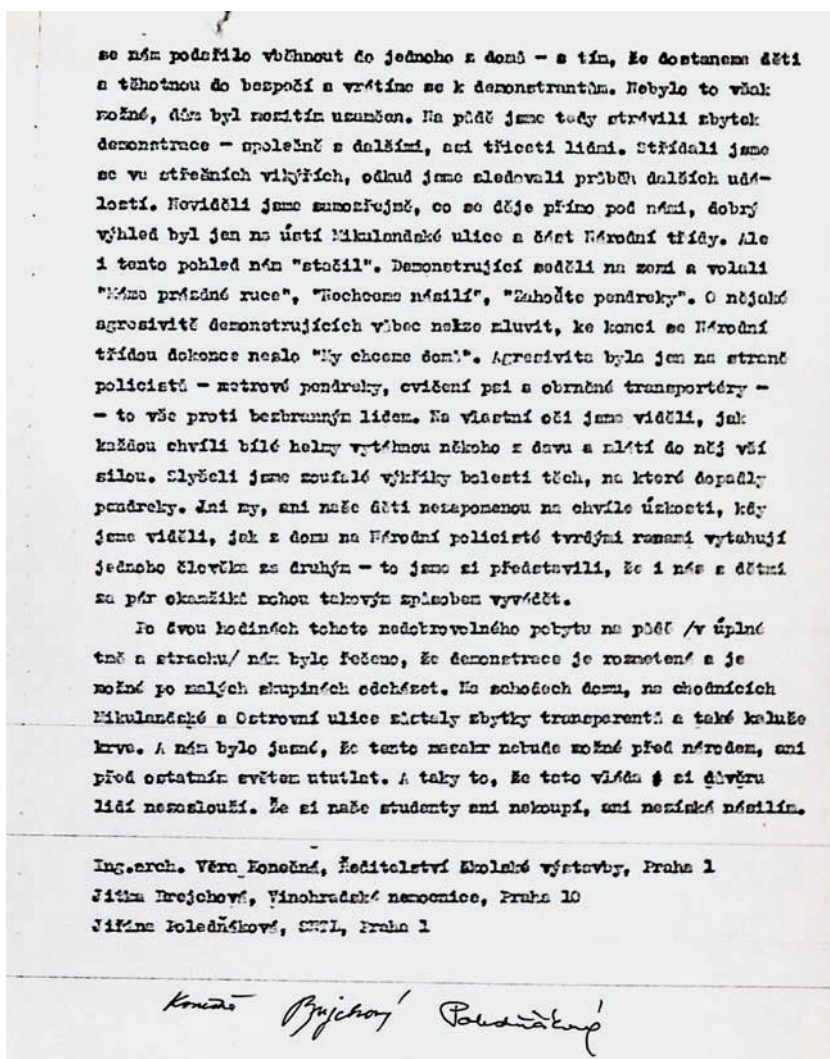 se nám podařilo vběhnout do jednoho z domů - s tím, že dostaneme děti
a těhotnou do bezpečí a vrátíme se k demonstrantům. Nebylo to však
možné, dům byl mezitím uzamčen. Na půdě jsme tedy strávili zbytek
demonstrace - společně s dalšími, asi třiceti lidmi. Střídali jsme
se ve střešních vikýřích, odkud jsme sledovali průběh dalších udá-
lostí. Neviděli jsme samozřejmě, co se děje přímo pod námi, dobrý
výhled byl jen na ústí Mikulandské ulice a část Národní třídy. Ale
i tento pohled nám "stačil". Demonstrující seděli na zemi a volali
"Máme prázdné ruce", "Nechceme násilí", "Zahoďte pendreky". O nějaké
agresivitě demonstrujících vůbec nelze mluvit, ke konci se Národní
třídou dokonce neslo "My chceme domů". Agresivita byla jen na straně
policistů - metrové pendreky, cvičení psi a obrněné transportéry -
- to vše proti bezbranným lidem. Na vlastní oči jsme viděli, jak
každou chvíli bílé helmy vytáhnou někoho z davu a mlátí do něj vší
silou. Slyšeli jsme zoufalé výkřiky bolesti těch, na které dopadly
pendreky. Ani my, ani naše děti nezapomenou na chvíle úzkosti, kdy
jsme viděli, jak z domu na Národní policisté tvrdými ranami vytahují
jednoho člověka za druhým - to jsme si představili, že i nás s dětmi
za pár okamžiků mohou takovým způsobem vyvádět.
Po dvou hodinách tohoto nedobrovolného pobytu na půdě /v úplné
tmě a strachu/ nám bylo řečeno, že demonstrace je rozmetená a je
možné po malých skupinách odcházet. Na schodech domu, na chodnících
Mikulandské a Ostrovní ulice zůstaly zbytky transparentů a také kaluže
krve. A nám bylo jasné, že tento masakr nebude možné před národem, ani
před ostatním světem ututlat. A taky to, že tato vláda si důvěru
lidí nezaslouží. Že si naše studenty ani nekoupí, ani nezíská násilím.
Ing.arch. Věra Konečná, Ředitelství školské výstavby, Praha 1
Jitka Brejchová, Vinohradská nemocnice, Praha 10
Jiřina Poledňáková, SNTL, Praha 1
Konečná Brejchová Poledňáková